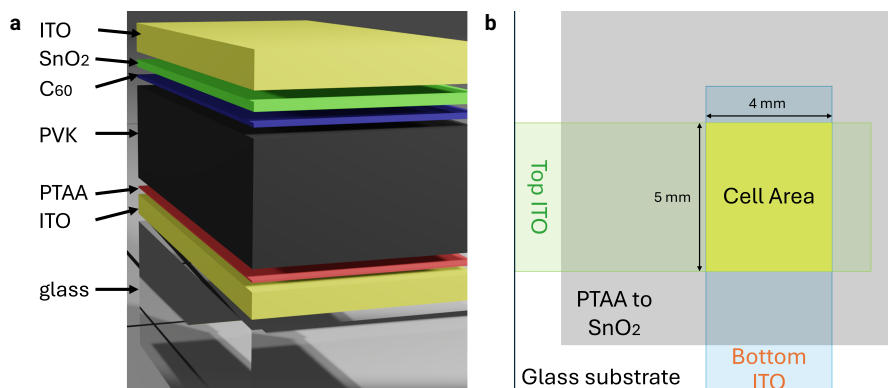 a
ITO
SnO₂
C₆₀
PVK
PTAA
ITO
glass
b
4 mm
Top ITO
5 mm
Cell Area
PTAA to
SnO₂
Bottom
ITO
Glass substrate